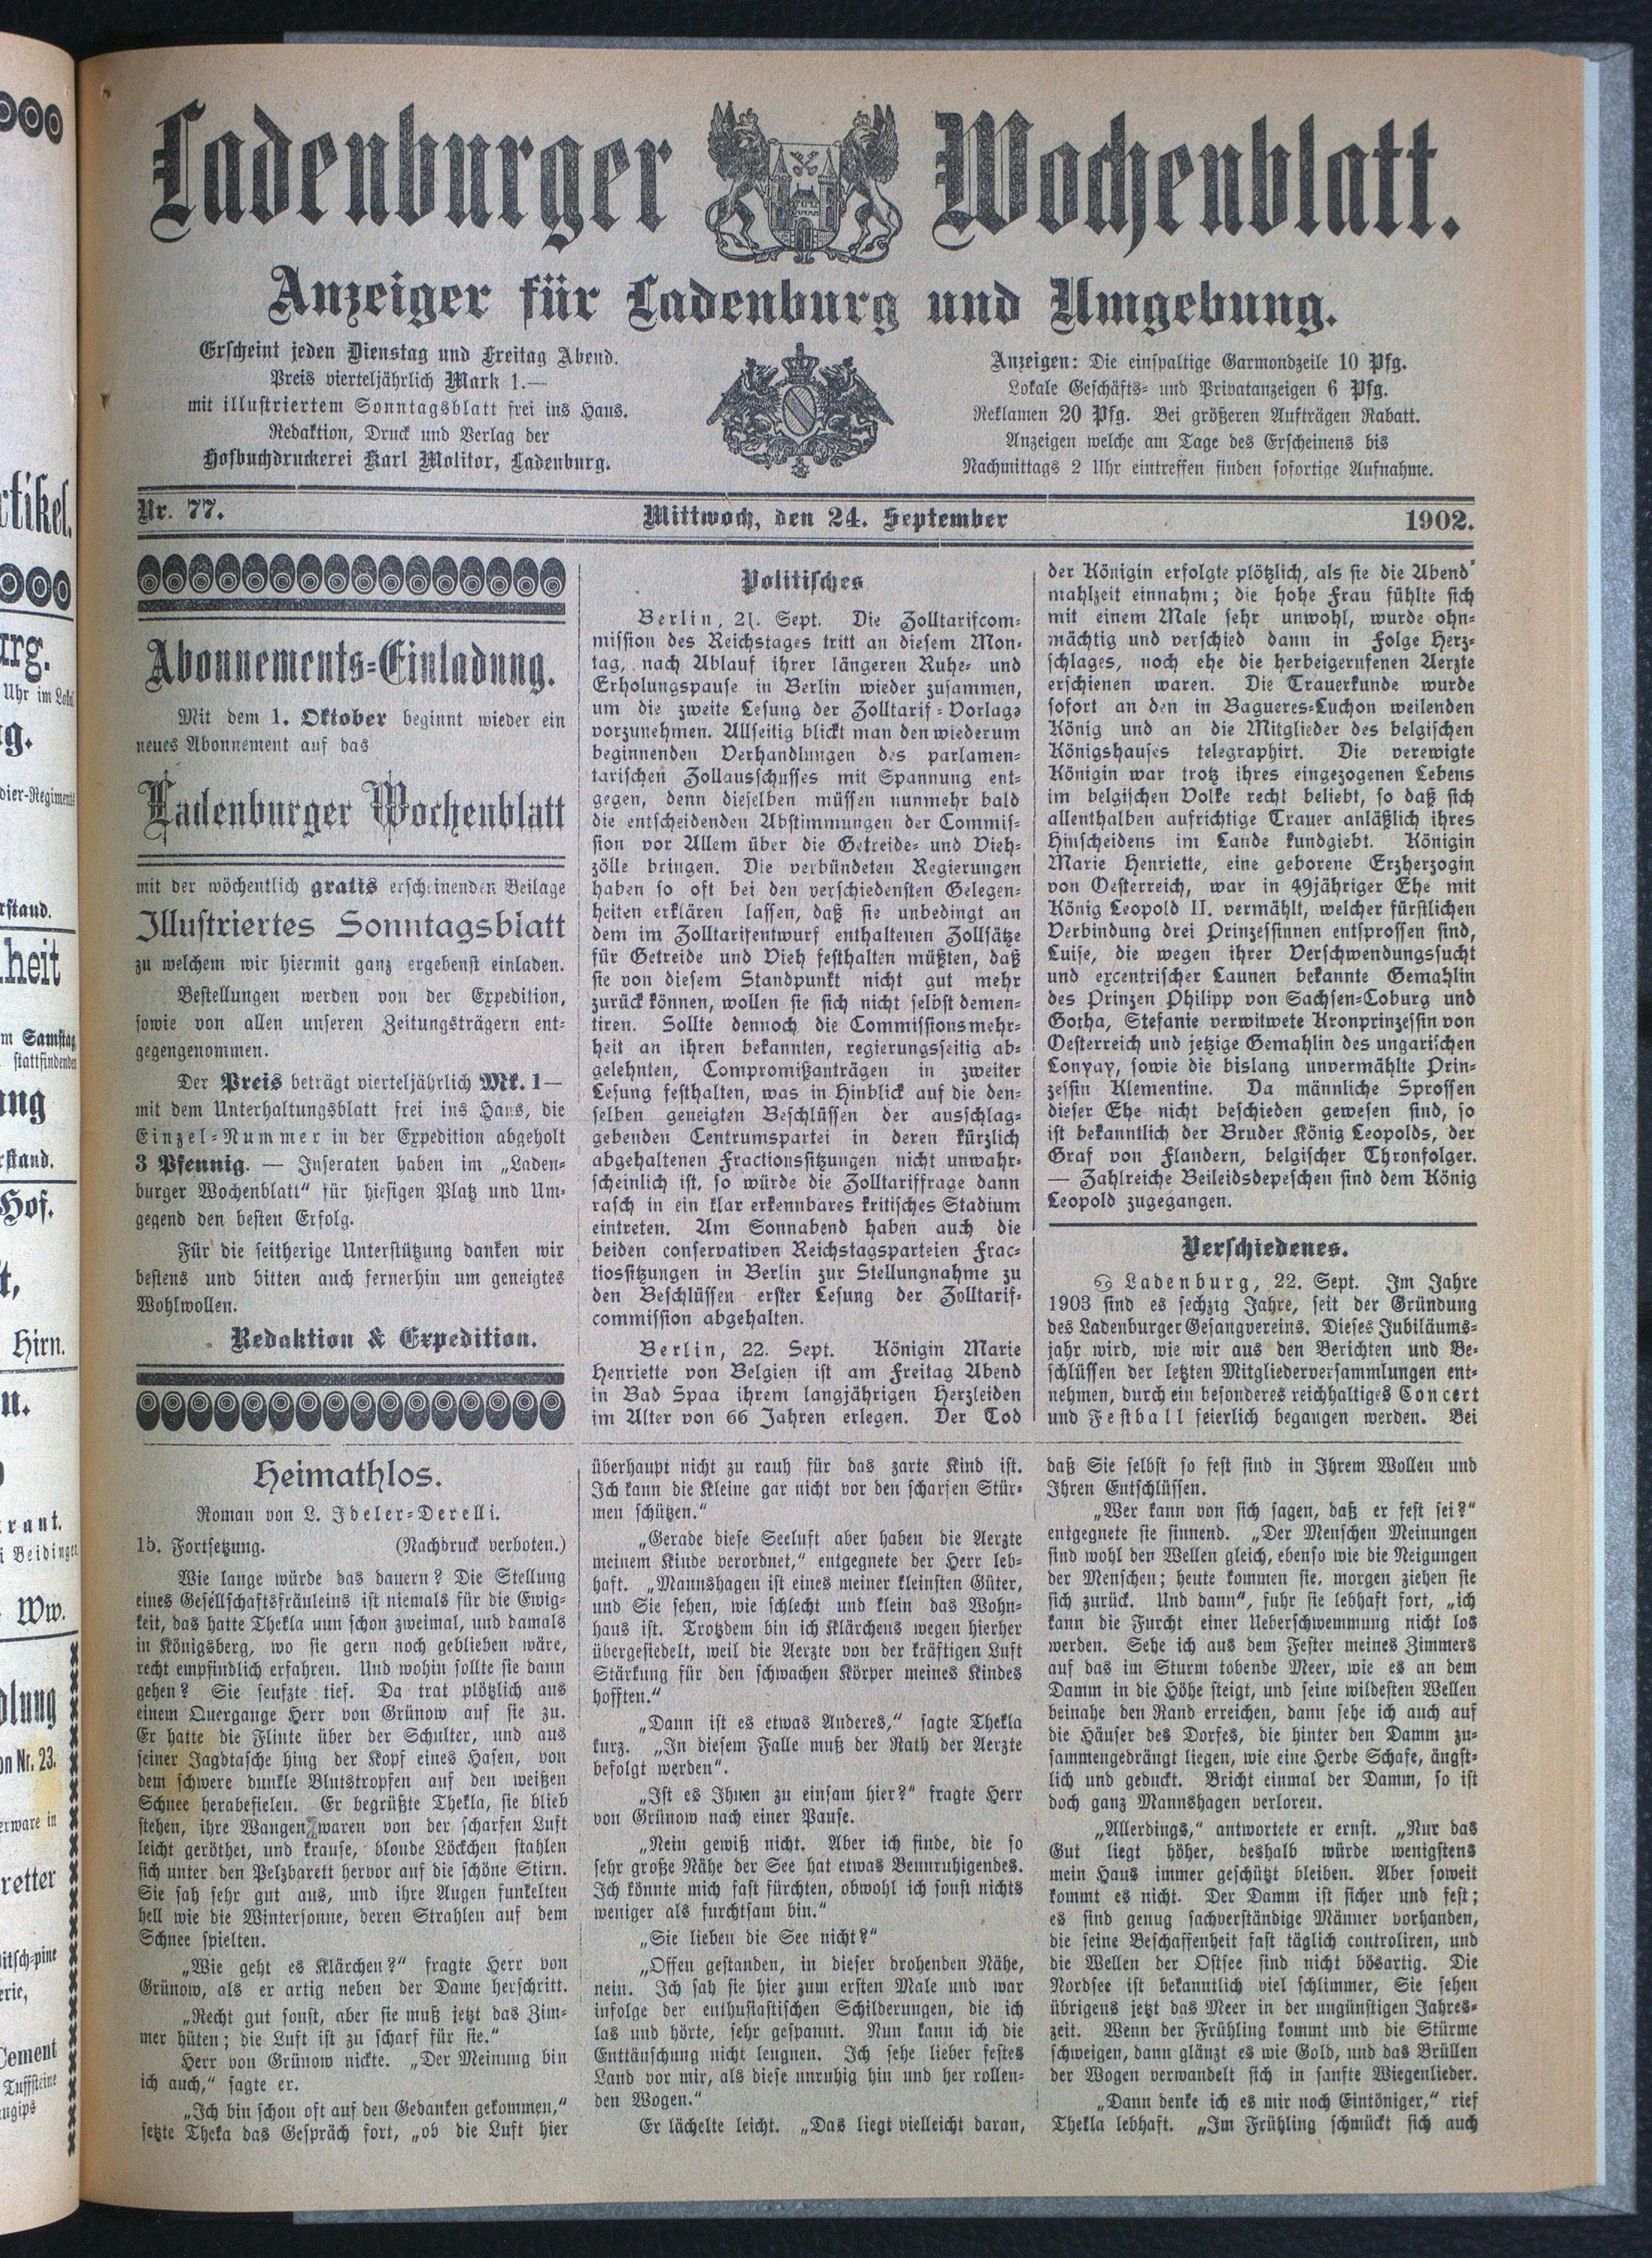 Ladenburger Wochenblatt.
Anzeiger für Ladenburg und Umgebung.
Erscheint jeden Dienstag und Freitag Abend.
Preis vierteljährlich Mark 1.—
mit illustriertem Sonntagsblatt frei ins Haus.
Redaktion, Druck und Verlag der
Hofbuchdruckerei Karl Molitor, Ladenburg.
Anzeigen: Die einspaltige Garmondzeile 10 Pfg.
Lokale Geschäfts- und Privatanzeigen 6 Pfg.
Reklamen 20 Pfg. Bei größeren Aufträgen Rabatt.
Anzeigen welche am Tage des Erscheinens bis
Nachmittags 2 Uhr eintreffen finden sofortige Aufnahme.
Nr. 77.
Mittwoch, den 24. September
1902.
Abonnements-Einladung.
Mit dem 1. Oktober beginnt wieder ein
neues Abonnement auf das
Ladenburger Wochenblatt
mit der wöchentlich gratis erscheinenden Beilage
Illustriertes Sonntagsblatt
zu welchem wir hiermit ganz ergebenst einladen.
Bestellungen werden von der Expedition,
sowie von allen unseren Zeitungsträgern ent-
gegengenommen.
Der Preis beträgt vierteljährlich Mk. 1—
mit dem Unterhaltungsblatt frei ins Haus, die
Einzel-Nummer in der Expedition abgeholt
3 Pfennig. — Inseraten haben im „Laden-
burger Wochenblatt“ für hiesigen Platz und Um-
gegend den besten Erfolg.
Für die seitherige Unterstützung danken wir
bestens und bitten auch fernerhin um geneigtes
Wohlwollen.
Redaktion & Expedition.
Politisches
Berlin, 21. Sept. Die Zolltarifcom-
mission des Reichstages tritt an diesem Mon-
tag, nach Ablauf ihrer längeren Ruhe- und
Erholungspause in Berlin wieder zusammen,
um die zweite Lesung der Zolltarif-Vorlage
vorzunehmen. Allseitig blickt man den wiederum
beginnenden Verhandlungen des parlamen-
tarischen Zollausschusses mit Spannung ent-
gegen, denn dieselben müssen nunmehr bald
die entscheidenden Abstimmungen der Commis-
sion vor Allem über die Getreide- und Vieh-
zölle bringen. Die verbündeten Regierungen
haben so oft bei den verschiedensten Gelegen-
heiten erklären lassen, daß sie unbedingt an
dem im Zolltarifentwurf enthaltenen Zollsätze
für Getreide und Vieh festhalten müßten, daß
sie von diesem Standpunkt nicht gut mehr
zurück können, wollen sie sich nicht selbst demen-
tiren. Sollte dennoch die Commissionsmehr-
heit an ihren bekannten, regierungsseitig ab-
gelehnten, Compromißanträgen in zweiter
Lesung festhalten, was in Hinblick auf die den-
selben geneigten Beschlüssen der ausschlag-
gebenden Centrumspartei in deren kürzlich
abgehaltenen Fractionssitzungen nicht unwahr-
scheinlich ist, so würde die Zolltariffrage dann
rasch in ein klar erkennbares kritisches Stadium
eintreten. Am Sonnabend haben auch die
beiden conservativen Reichstagsparteien Frac-
tiossitzungen in Berlin zur Stellungnahme zu
den Beschlüssen erster Lesung der Zolltarif-
commission abgehalten.
Berlin, 22. Sept. Königin Marie
Henriette von Belgien ist am Freitag Abend
in Bad Spaa ihrem langjährigen Herzleiden
im Alter von 66 Jahren erlegen. Der Tod
der Königin erfolgte plötzlich, als sie die Abend
mahlzeit einnahm; die hohe Frau fühlte sich
mit einem Male sehr unwohl, wurde ohn-
mächtig und verschied dann in Folge Herz-
schlages, noch ehe die herbeigerufenen Aerzte
erschienen waren. Die Trauerkunde wurde
sofort an den in Bagueres-Luchon weilenden
König und an die Mitglieder des belgischen
Königshauses telegraphirt. Die verewigte
Königin war trotz ihres eingezogenen Lebens
im belgischen Volke recht beliebt, so daß sich
allenthalben aufrichtige Trauer anläßlich ihres
Hinscheidens im Lande kundgiebt. Königin
Marie Henriette, eine geborene Erzherzogin
von Oesterreich, war in 49jähriger Ehe mit
König Leopold II. vermählt, welcher fürstlichen
Verbindung drei Prinzessinnen entsprossen sind,
Luise, die wegen ihrer Verschwendungssucht
und excentrischer Launen bekannte Gemahlin
des Prinzen Philipp von Sachsen-Coburg und
Gotha, Stefanie verwitwete Kronprinzessin von
Oesterreich und jetzige Gemahlin des ungarischen
Lonyay, sowie die bislang unvermählte Prin-
zessin Klementine. Da männliche Sprossen
dieser Ehe nicht beschieden gewesen sind, so
ist bekanntlich der Bruder König Leopolds, der
Graf von Flandern, belgischer Thronfolger.
— Zahlreiche Beileidsdepeschen sind dem König
Leopold zugegangen.
Verschiedenes.
Ladenburg, 22. Sept. Im Jahre
1903 sind es sechzig Jahre, seit der Gründung
des Ladenburger Gesangvereins. Dieses Jubiläums-
jahr wird, wie wir aus den Berichten und Be-
schlüssen der letzten Mitgliederversammlungen ent-
nehmen, durch ein besonderes reichhaltiges Concert
und Festball feierlich begangen werden. Bei
Heimathlos.
Roman von L. Ideler-Derelli.
15. Fortsetzung. (Nachdruck verboten.)
Wie lange würde das dauern? Die Stellung
eines Gesellschaftsfräuleins ist niemals für die Ewig-
keit, das hatte Thekla uun schon zweimal, und damals
in Königsberg, wo sie gern noch geblieben wäre,
recht empfindlich erfahren. Und wohin sollte sie dann
gehen? Sie seufzte tief. Da trat plötzlich aus
einem Quergange Herr von Grünow auf sie zu.
Er hatte die Flinte über der Schulter, und aus
seiner Jagdtasche hing der Kopf eines Hasen, von
dem schwere dunkle Blutstropfen auf den weißen
Schnee herabefielen. Er begrüßte Thekla, sie blieb
stehen, ihre Wangen waren von der scharfen Luft
leicht geröthet, und krause, blonde Löckchen stahlen
sich unter den Pelzbarett hervor auf die schöne Stirn.
Sie sah sehr gut aus, und ihre Augen funkelten
hell wie die Wintersonne, deren Strahlen auf dem
Schnee spielten.
„Wie geht es Klärchen?“ fragte Herr von
Grünow, als er artig neben der Dame herschritt.
„Recht gut sonst, aber sie muß jetzt das Zim-
mer hüten; die Luft ist zu scharf für sie.“
Herr von Grünow nickte. „Der Meinung bin
ich auch,“ sagte er.
„Ich bin schon oft auf den Gedanken gekommen,“
setzte Theka das Gespräch fort, „ob die Luft hier
überhaupt nicht zu rauh für das zarte Kind ist.
Ich kann die Kleine gar nicht vor den scharfen Stür-
men schützen.“
„Gerade diese Seeluft aber haben die Aerzte
meinem Kinde verordnet,“ entgegnete der Herr leb-
haft. „Mannshagen ist eines meiner kleinsten Güter,
und Sie sehen, wie schlecht und klein das Wohn-
haus ist. Trotzdem bin ich Klärchens wegen hierher
übergesiedelt, weil die Aerzte von der kräftigen Luft
Stärkung für den schwachen Körper meines Kindes
hofften.“
„Dann ist es etwas Anderes,“ sagte Thekla
kurz. „In diesem Falle muß der Rath der Aerzte
befolgt werden“.
„Ist es Ihnen zu einsam hier?“ fragte Herr
von Grünow nach einer Pause.
„Nein gewiß nicht. Aber ich finde, die so
sehr große Nähe der See hat etwas Beunruhigendes.
Ich könnte mich fast fürchten, obwohl ich sonst nichts
weniger als furchtsam bin.“
„Sie lieben die See nicht?“
„Offen gestanden, in dieser drohenden Nähe,
nein. Ich sah sie hier zum ersten Male und war
infolge der enthusiastischen Schilderungen, die ich
las und hörte, sehr gespannt. Nun kann ich die
Enttäuschung nicht leugnen. Ich sehe lieber festes
Land vor mir, als diese unruhig hin und her rollen-
den Wogen.“
Er lächelte leicht. „Das liegt vielleicht daran,
daß Sie selbst so fest sind in Ihrem Wollen und
Ihren Entschlüssen.
„Wer kann von sich sagen, daß er fest sei?“
entgegnete sie sinnend. „Der Menschen Meinungen
sind wohl den Wellen gleich, ebenso wie die Neigungen
der Menschen; heute kommen sie, morgen ziehen sie
sich zurück. Und dann“, fuhr sie lebhaft fort, „ich
kann die Furcht einer Ueberschwemmung nicht los
werden. Sehe ich aus dem Fester meines Zimmers
auf das im Sturm tobende Meer, wie es an dem
Damm in die Höhe steigt, und seine wildesten Wellen
beinahe den Rand erreichen, dann sehe ich auch auf
die Häuser des Dorfes, die hinter den Damm zu-
sammengedrängt liegen, wie eine Herde Schafe, ängst-
lich und geduckt. Bricht einmal der Damm, so ist
doch ganz Mannshagen verloren.
„Allerdings,“ antwortete er ernst. „Nur das
Gut liegt höher, deshalb würde wenigstens
mein Haus immer geschützt bleiben. Aber soweit
kommt es nicht. Der Damm ist sicher und fest;
es sind genug sachverständige Männer vorhanden,
die seine Beschaffenheit fast täglich controliren, und
die Wellen der Ostsee sind nicht bösartig. Die
Nordsee ist bekanntlich viel schlimmer, Sie sehen
übrigens jetzt das Meer in der ungünstigen Jahres-
zeit. Wenn der Frühling kommt und die Stürme
schweigen, dann glänzt es wie Gold, und das Brüllen
der Wogen verwandelt sich in sanfte Wiegenlieder.
„Dann denke ich es mir noch Eintöniger,“ rief
Thekla lebhaft. „Im Frühling schmückt sich auch